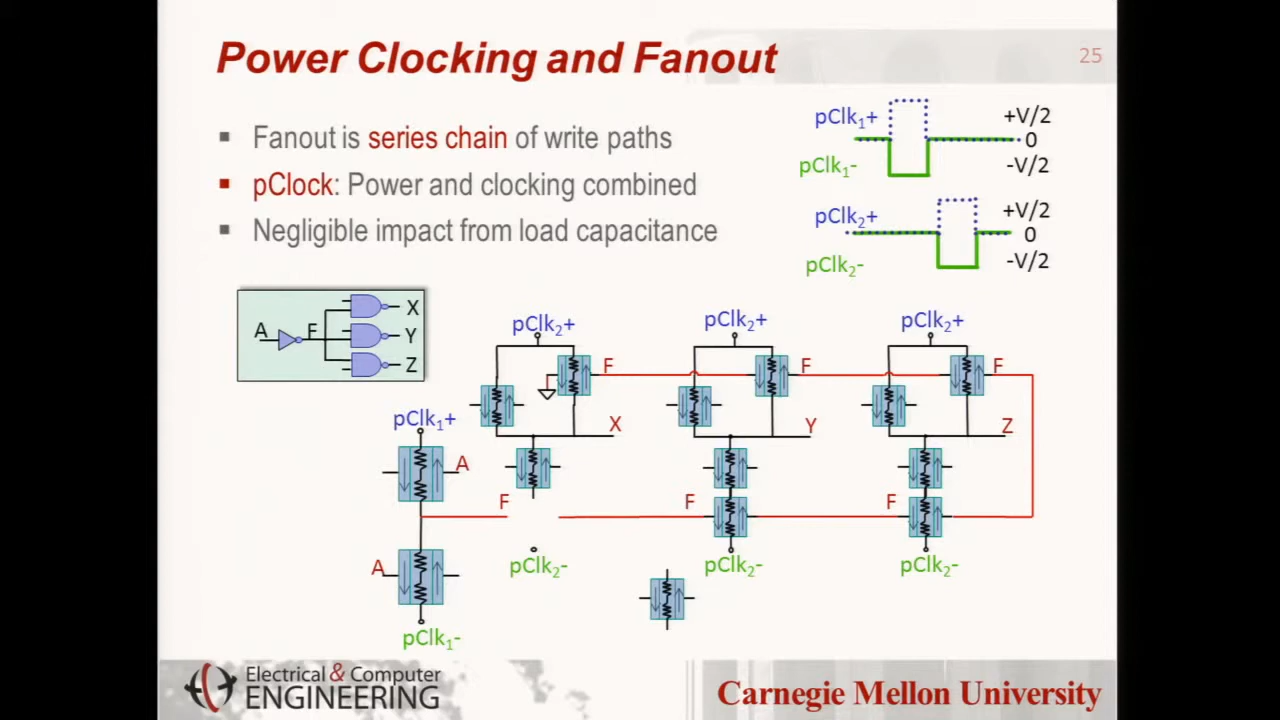 Power Clocking and Fanout
25
Fanout is series chain of write paths
pClock: Power and clocking combined
Negligible impact from load capacitance
pClk₁+
+V/2
0
pClk₁-
-V/2
pClk₂+
+V/2
0
pClk₂-
-V/2
A
F
X
Y
Z
pClk₂+
pClk₂+
pClk₂+
F
F
F
pClk₁+
X
Y
Z
A
F
F
F
A
pClk₂-
pClk₂-
pClk₂-
pClk₁-
Electrical & Computer
ENGINEERING
Carnegie Mellon University